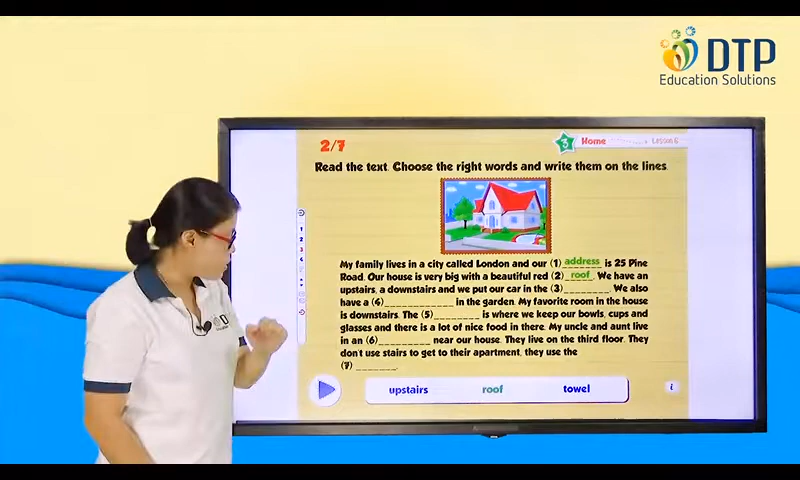 DTP
Education Solutions
2/7
3 Home
Lesson 6
Read the text. Choose the right words and write them on the lines.
My family lives in a city called London and our (1) address is 25 Pine
Road. Our house is very big with a beautiful red (2) roof. We have an
upstairs, a downstairs and we put our car in the (3)________. We also
have a (4)____________ in the garden. My favorite room in the house
is downstairs. The (5)________ is where we keep our bowls, cups and
glasses and there is a lot of nice food in there. My uncle and aunt live
in an (6)_________ near our house. They live on the third floor. They
don't use stairs to get to their apartment, they use the
(7) _______.
upstairs roof towel
i
1
2
3
4